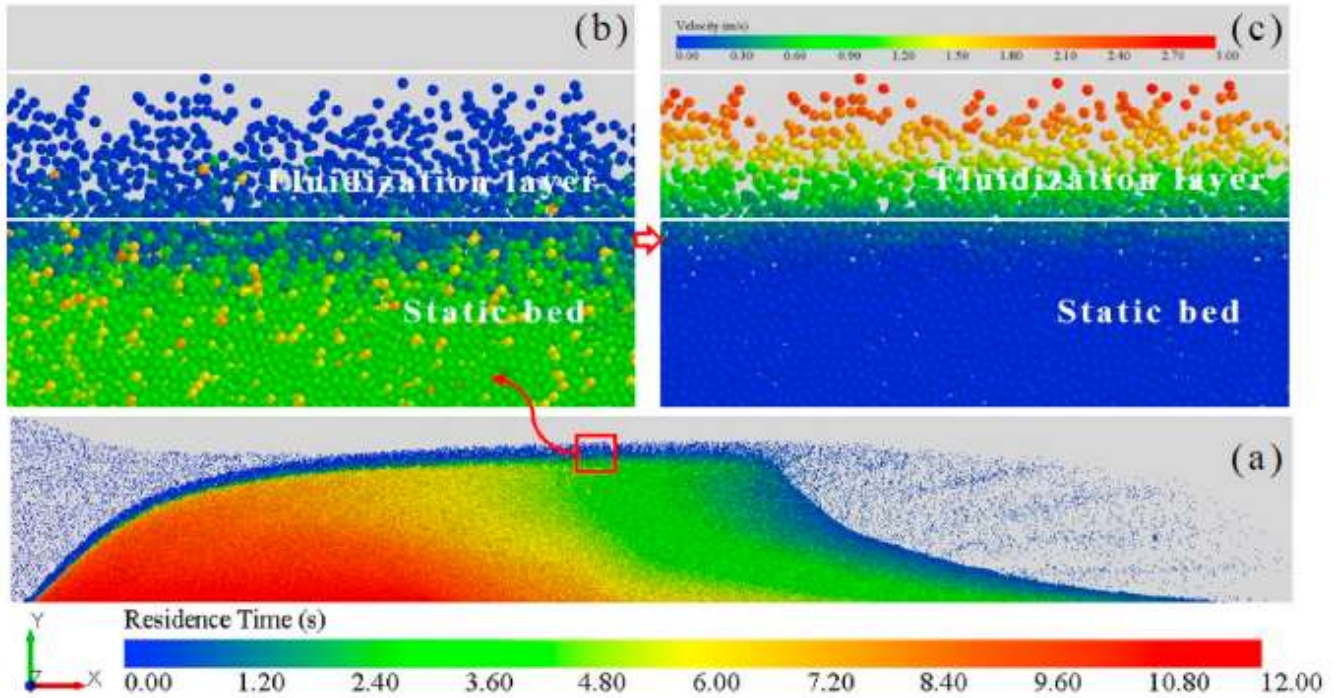 (b)
Fluidization layer
Static bed
(c)
Velocity (m/s)
0.00 0.30 0.60 0.90 1.20 1.50 1.80 2.10 2.40 2.70 3.00
Fluidization layer
Static bed
(a)
Y
Z X
Residence Time (s)
0.00 1.20 2.40 3.60 4.80 6.00 7.20 8.40 9.60 10.80 12.00